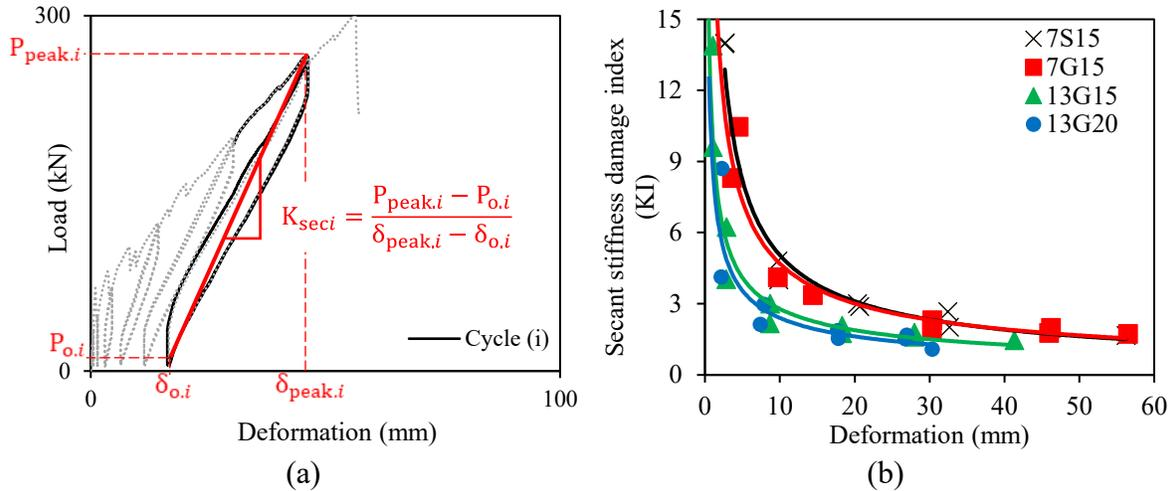 300
P_peak.i
Load (kN)
K_seci = (P_peak.i − P_o.i) / (δ_peak.i − δ_o.i)
P_o.i
Cycle (i)
0
0
δ_o.i
δ_peak.i
100
Deformation (mm)
(a)
15
12
9
6
3
0
Secant stiffness damage index
(KI)
7S15
7G15
13G15
13G20
0 10 20 30 40 50 60
Deformation (mm)
(b)